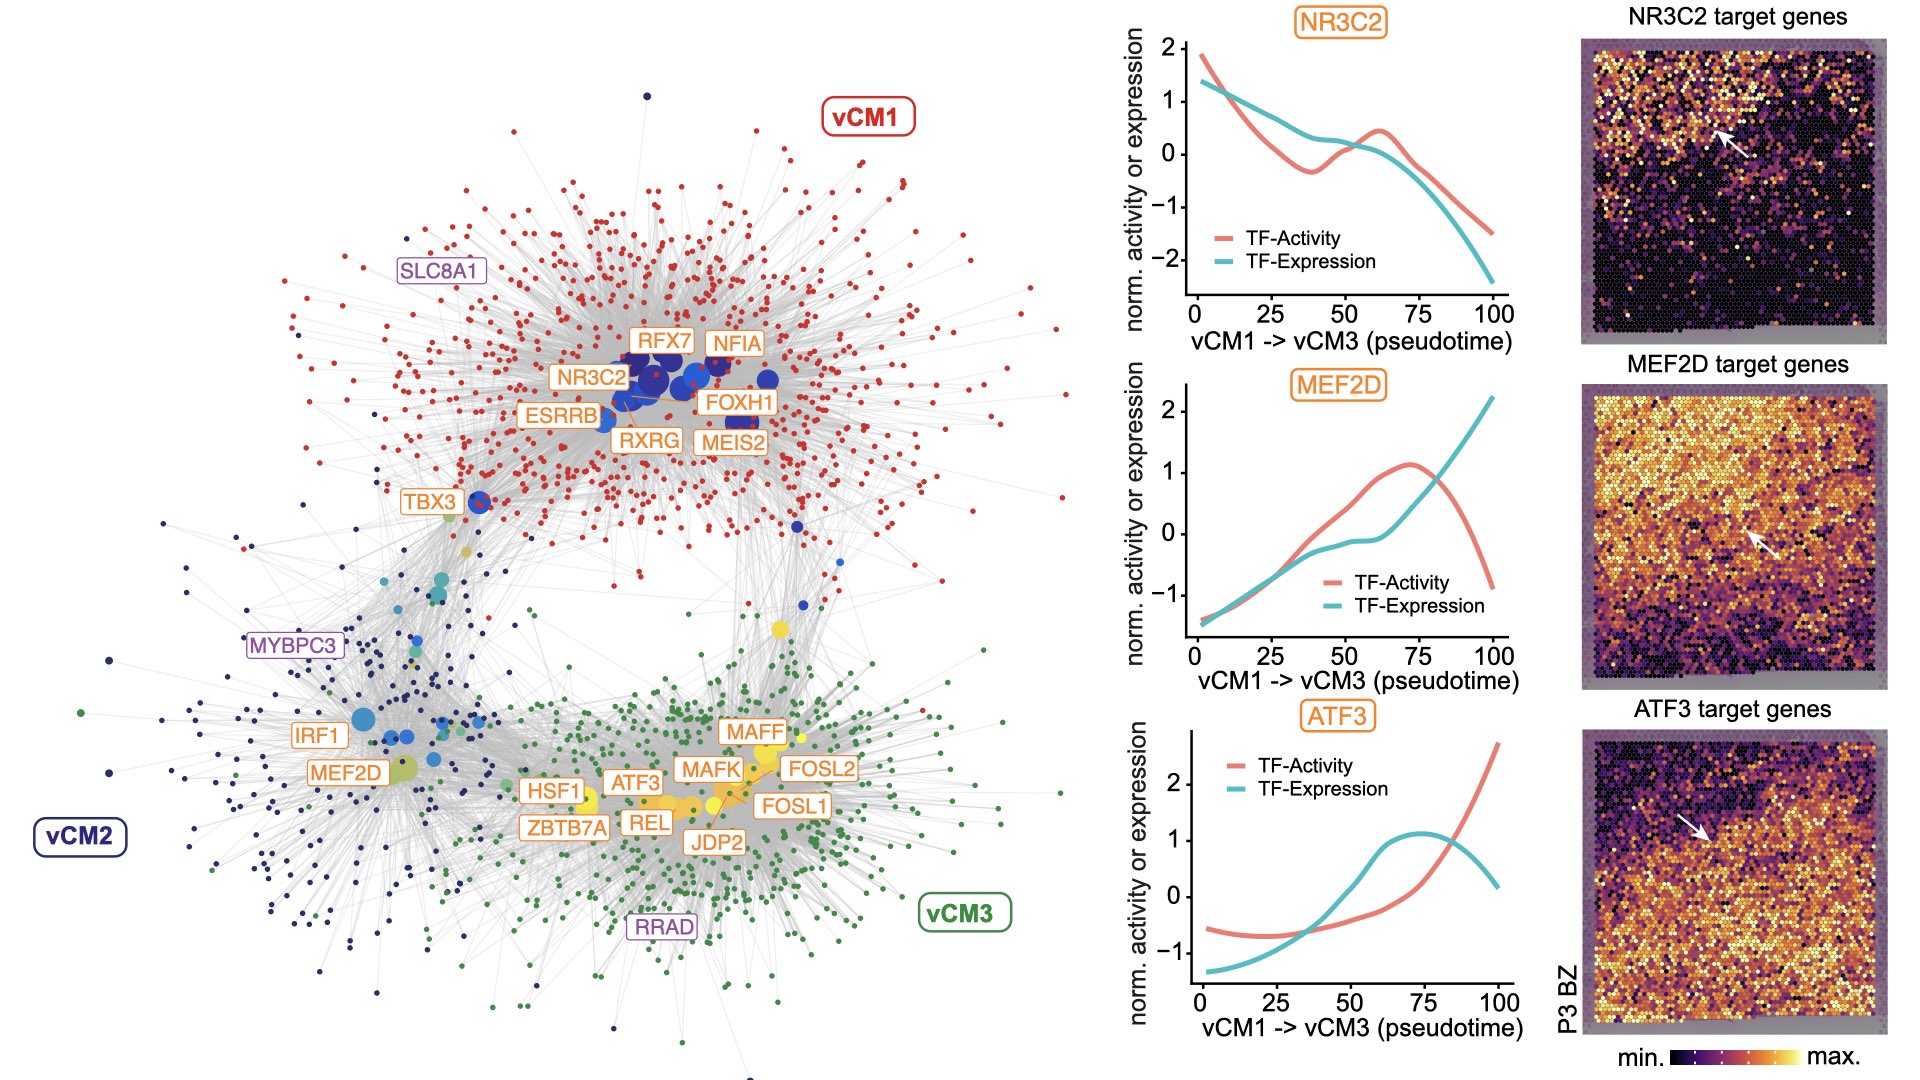 vCM1
SLC8A1
RFX7
NFIA
NR3C2
ESRRB
FOXH1
RXRG
MEIS2
TBX3
MYBPC3
IRF1
MEF2D
vCM2
MAFF
MAFK
FOSL2
ATF3
HSF1
FOSL1
ZBTB7A
REL
JDP2
RRAD
vCM3
NR3C2
norm. activity or expression
2
1
0
−1
−2
TF-Activity
TF-Expression
0 25 50 75 100
vCM1 -> vCM3 (pseudotime)
NR3C2 target genes
MEF2D
norm. activity or expression
2
1
0
−1
TF-Activity
TF-Expression
0 25 50 75 100
vCM1 -> vCM3 (pseudotime)
MEF2D target genes
ATF3
norm. activity or expression
2
1
0
−1
TF-Activity
TF-Expression
0 25 50 75 100
vCM1 -> vCM3 (pseudotime)
ATF3 target genes
P3 BZ
min. max.